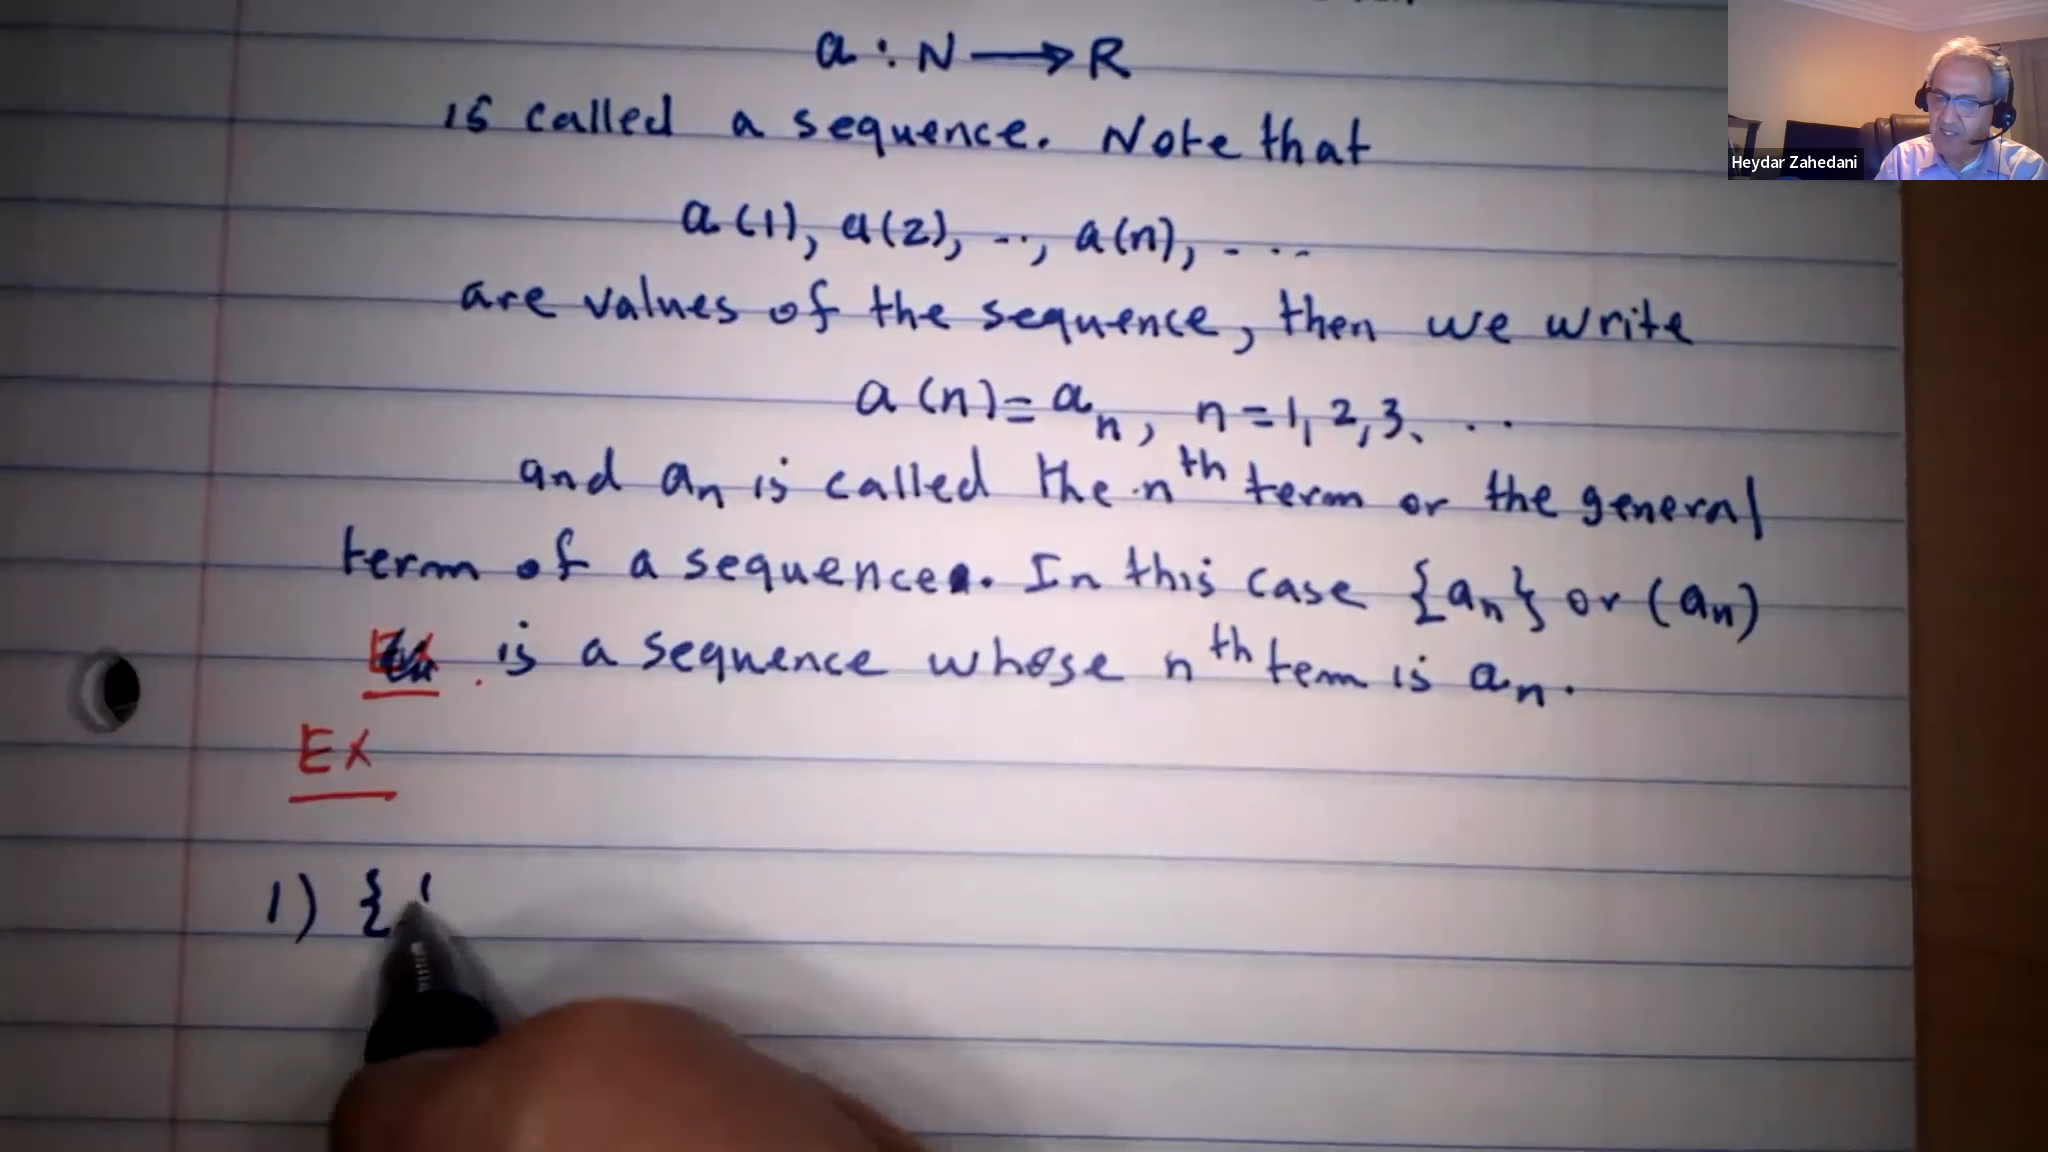 a : N → R
is called a sequence. Note that
Heydar Zahedani
a(1), a(2), .., a(n), ....
are values of the sequence, then we write
a(n) = aₙ, n = 1, 2, 3, ...
and aₙ is called the nᵗʰ term or the general
term of a sequence. In this case {aₙ} or (aₙ)
is a sequence whose nᵗʰ tem is aₙ.
Ex
1) {